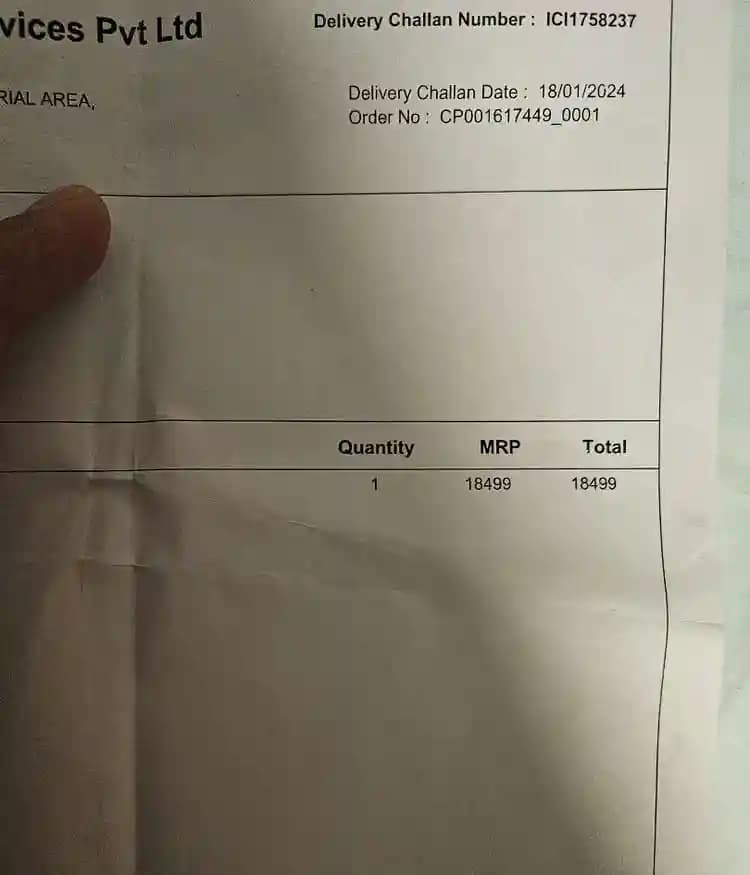 vices Pvt Ltd
Delivery Challan Number : ICI1758237
RIAL AREA,
Delivery Challan Date : 18/01/2024
Order No : CP001617449_0001
Quantity MRP Total
1 18499 18499